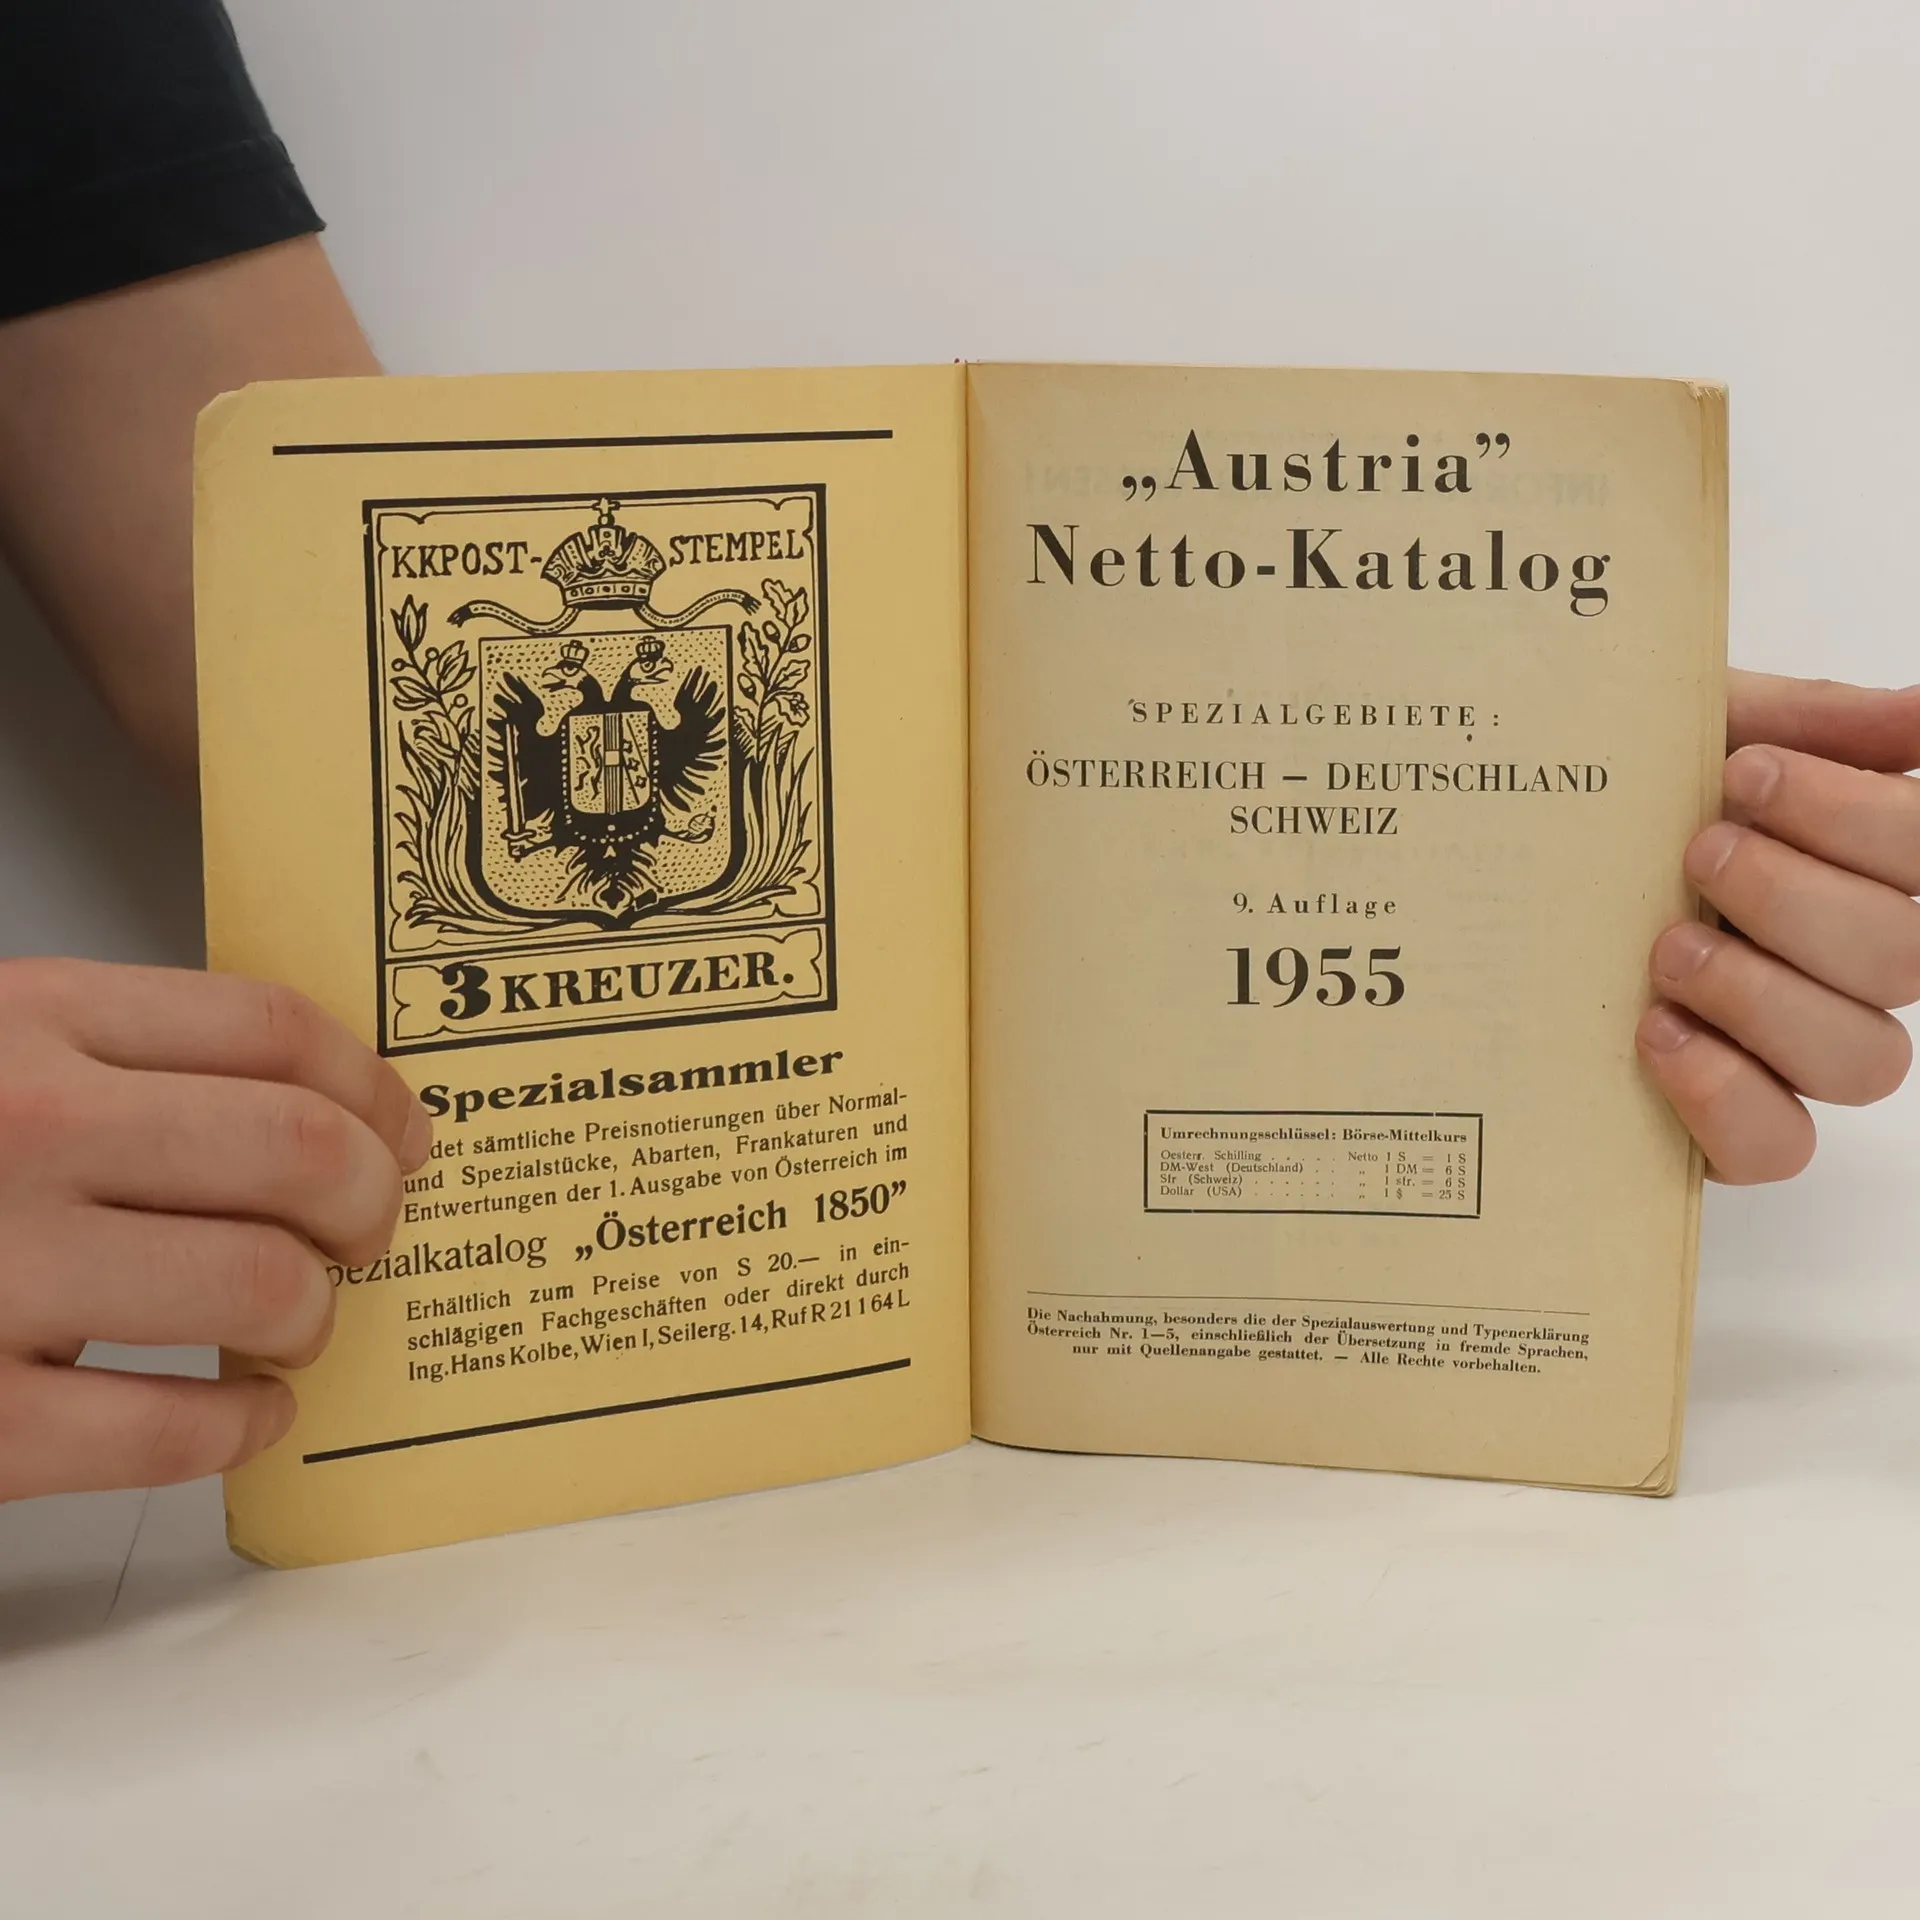 KKPOST-STEMPEL
3 KREUZER.
Spezialsammler
det sämtliche Preisnotierungen über Normal-
und Spezialstücke, Abarten, Frankaturen und
Entwertungen der 1. Ausgabe von Österreich im
pezialkatalog „Österreich 1850”
Erhältlich zum Preise von S 20.— in ein-
schlägigen Fachgeschäften oder direkt durch
Ing. Hans Kolbe, Wien I, Seilerg. 14, Ruf R 21 1 64 L
„Austria”
Netto-Katalog
SPEZIALGEBIETE :
ÖSTERREICH — DEUTSCHLAND
SCHWEIZ
9. Auflage
1955
Umrechnungsschlüssel: Börse-Mittelkurs
Oesterr. Schilling . . . . . Netto 1 S = 1 S
DM-West (Deutschland) . . „ 1 DM = 6 S
Sfr (Schweiz) . . . . . . „ 1 sfr. = 6 S
Dollar (USA) . . . . . . „ 1 $ = 25 S
Die Nachahmung, besonders die der Spezialauswertung und Typenerklärung
Österreich Nr. 1—5, einschließlich der Übersetzung in fremde Sprachen,
nur mit Quellenangabe gestattet. — Alle Rechte vorbehalten.